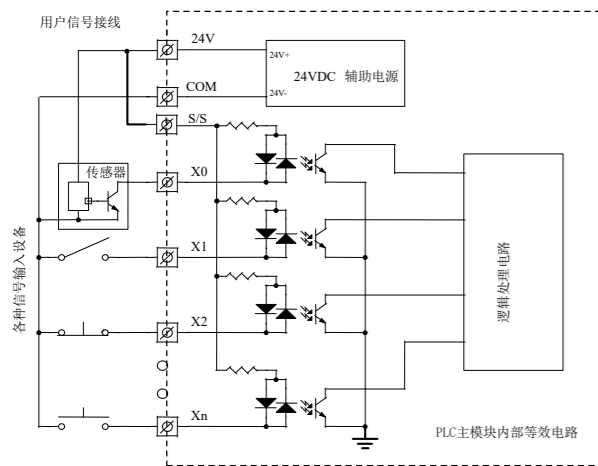 用户信号接线
24V
24V+
24VDC 辅助电源
COM
24V-
S/S
传感器
X0
X1
各种信号输入设备
逻辑处理电路
X2
Xn
PLC主模块内部等效电路